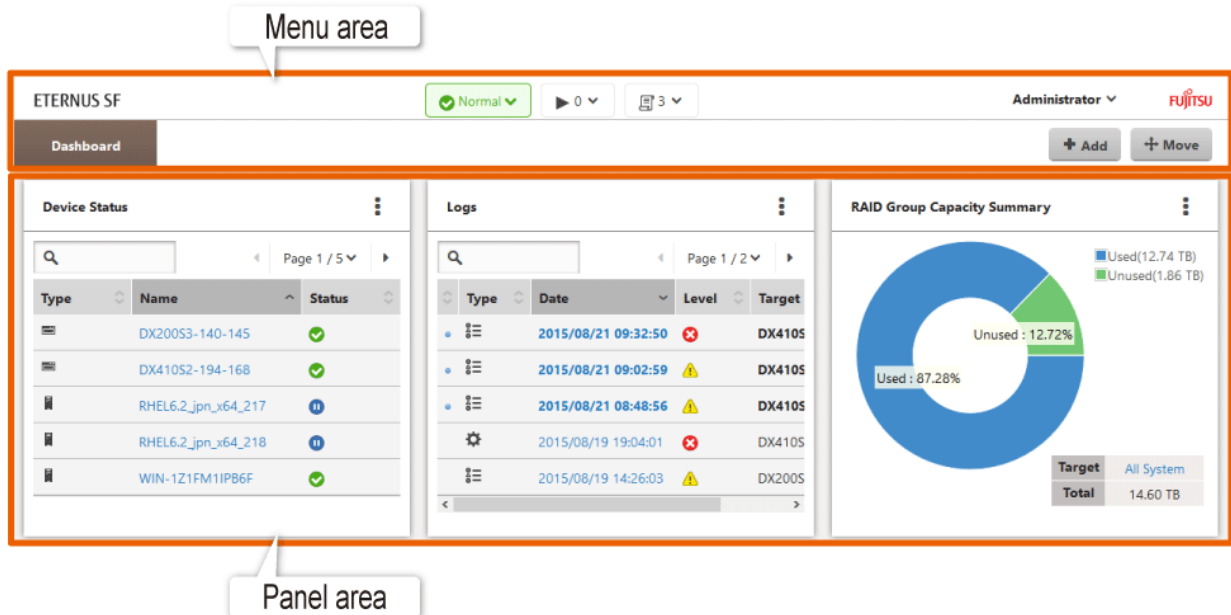 Menu area
ETERNUS SF
Normal
0
3
Administrator
FUJITSU
Dashboard
Add
Move
Device Status
Page 1 / 5
Type Name Status
DX200S3-140-145
DX410S2-194-168
RHEL6.2_jpn_x64_217
RHEL6.2_jpn_x64_218
WIN-1Z1FM1IPB6F
Logs
Page 1 / 2
Type Date Level Target
2015/08/21 09:32:50 DX410S
2015/08/21 09:02:59 DX410S
2015/08/21 08:48:56 DX410S
2015/08/19 19:04:01 DX410S
2015/08/19 14:26:03 DX200S
RAID Group Capacity Summary
Used(12.74 TB)
Unused(1.86 TB)
Unused : 12.72%
Used : 87.28%
Target All System
Total 14.60 TB
Panel area